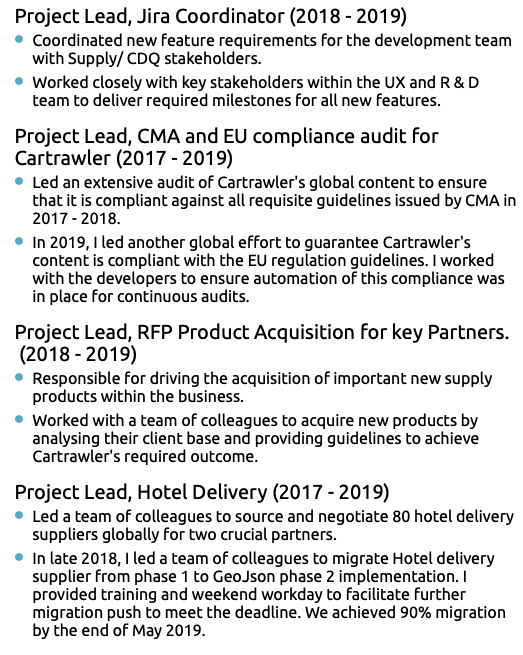 Project Lead, Jira Coordinator (2018 - 2019)
Coordinated new feature requirements for the development team
with Supply/ CDQ stakeholders.
Worked closely with key stakeholders within the UX and R & D
team to deliver required milestones for all new features.
Project Lead, CMA and EU compliance audit for
Cartrawler (2017 - 2019)
Led an extensive audit of Cartrawler's global content to ensure
that it is compliant against all requisite guidelines issued by CMA in
2017 - 2018.
In 2019, I led another global effort to guarantee Cartrawler's
content is compliant with the EU regulation guidelines. I worked
with the developers to ensure automation of this compliance was
in place for continuous audits.
Project Lead, RFP Product Acquisition for key Partners.
(2018 - 2019)
Responsible for driving the acquisition of important new supply
products within the business.
Worked with a team of colleagues to acquire new products by
analysing their client base and providing guidelines to achieve
Cartrawler's required outcome.
Project Lead, Hotel Delivery (2017 - 2019)
Led a team of colleagues to source and negotiate 80 hotel delivery
suppliers globally for two crucial partners.
In late 2018, I led a team of colleagues to migrate Hotel delivery
supplier from phase 1 to GeoJson phase 2 implementation. I
provided training and weekend workday to facilitate further
migration push to meet the deadline. We achieved 90% migration
by the end of May 2019.